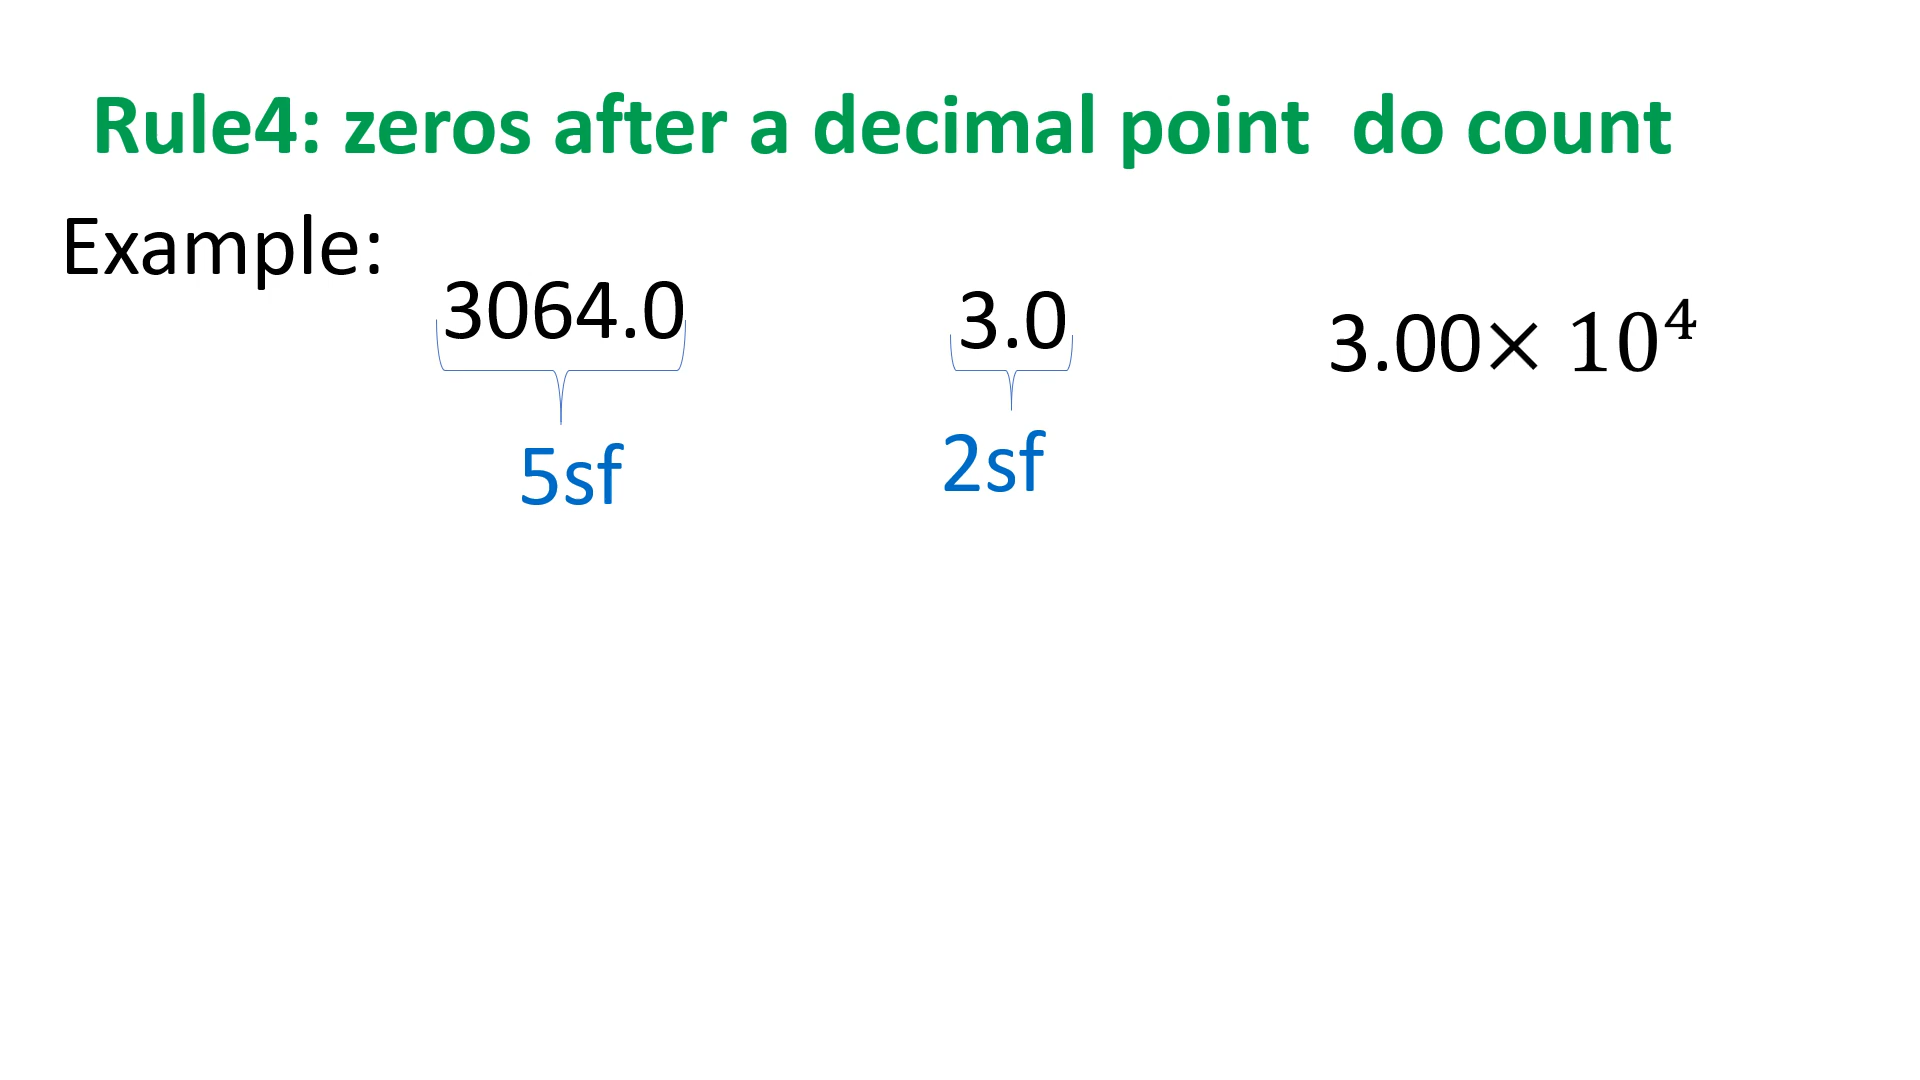 Rule4: zeros after a decimal point  do count
Example:
3064.0 3.0 3.00× 10⁴
5sf 2sf